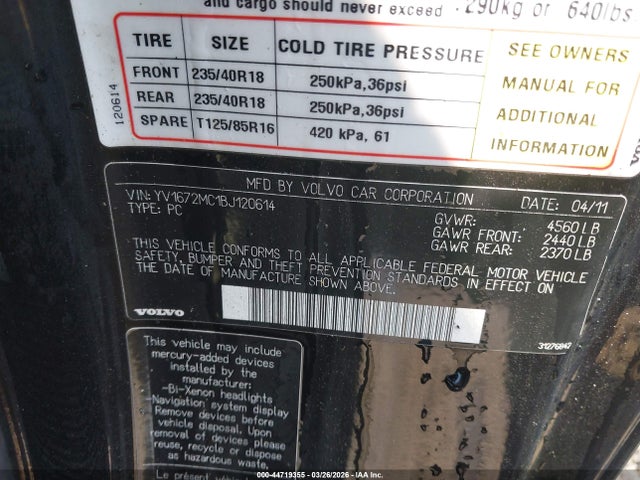 and cargo should never exceed 290kg or 640lbs
TIRE SIZE COLD TIRE PRESSURE SEE OWNERS
FRONT 235/40R18 250kPa,36psi MANUAL FOR
REAR 235/40R18 250kPa,36psi ADDITIONAL
SPARE T125/85R16 420 kPa, 61 INFORMATION
120614
MFD BY VOLVO CAR CORPORATION DATE: 04/11
VIN: YV1672MC1BJ120614
TYPE: PC
GVWR: 4560 LB
GAWR FRONT: 2440 LB
GAWR REAR: 2370 LB
THIS VEHICLE CONFORMS TO ALL APPLICABLE FEDERAL MOTOR VEHICLE
SAFETY, BUMPER AND THEFT PREVENTION STANDARDS IN EFFECT ON
THE DATE OF MANUFACTURE SHOWN ABOVE.
VOLVO
31276847
This vehicle may include
mercury-added devices
installed by the
manufacturer:
-Bi-Xenon headlights
-Navigation system display
Remove devices before
vehicle disposal. Upon
removal of devices please
reuse, recycle or dispose
as hazardous waste.
Le présent véhicule
000-44719355 | 03/26/2026 - IAA Inc.